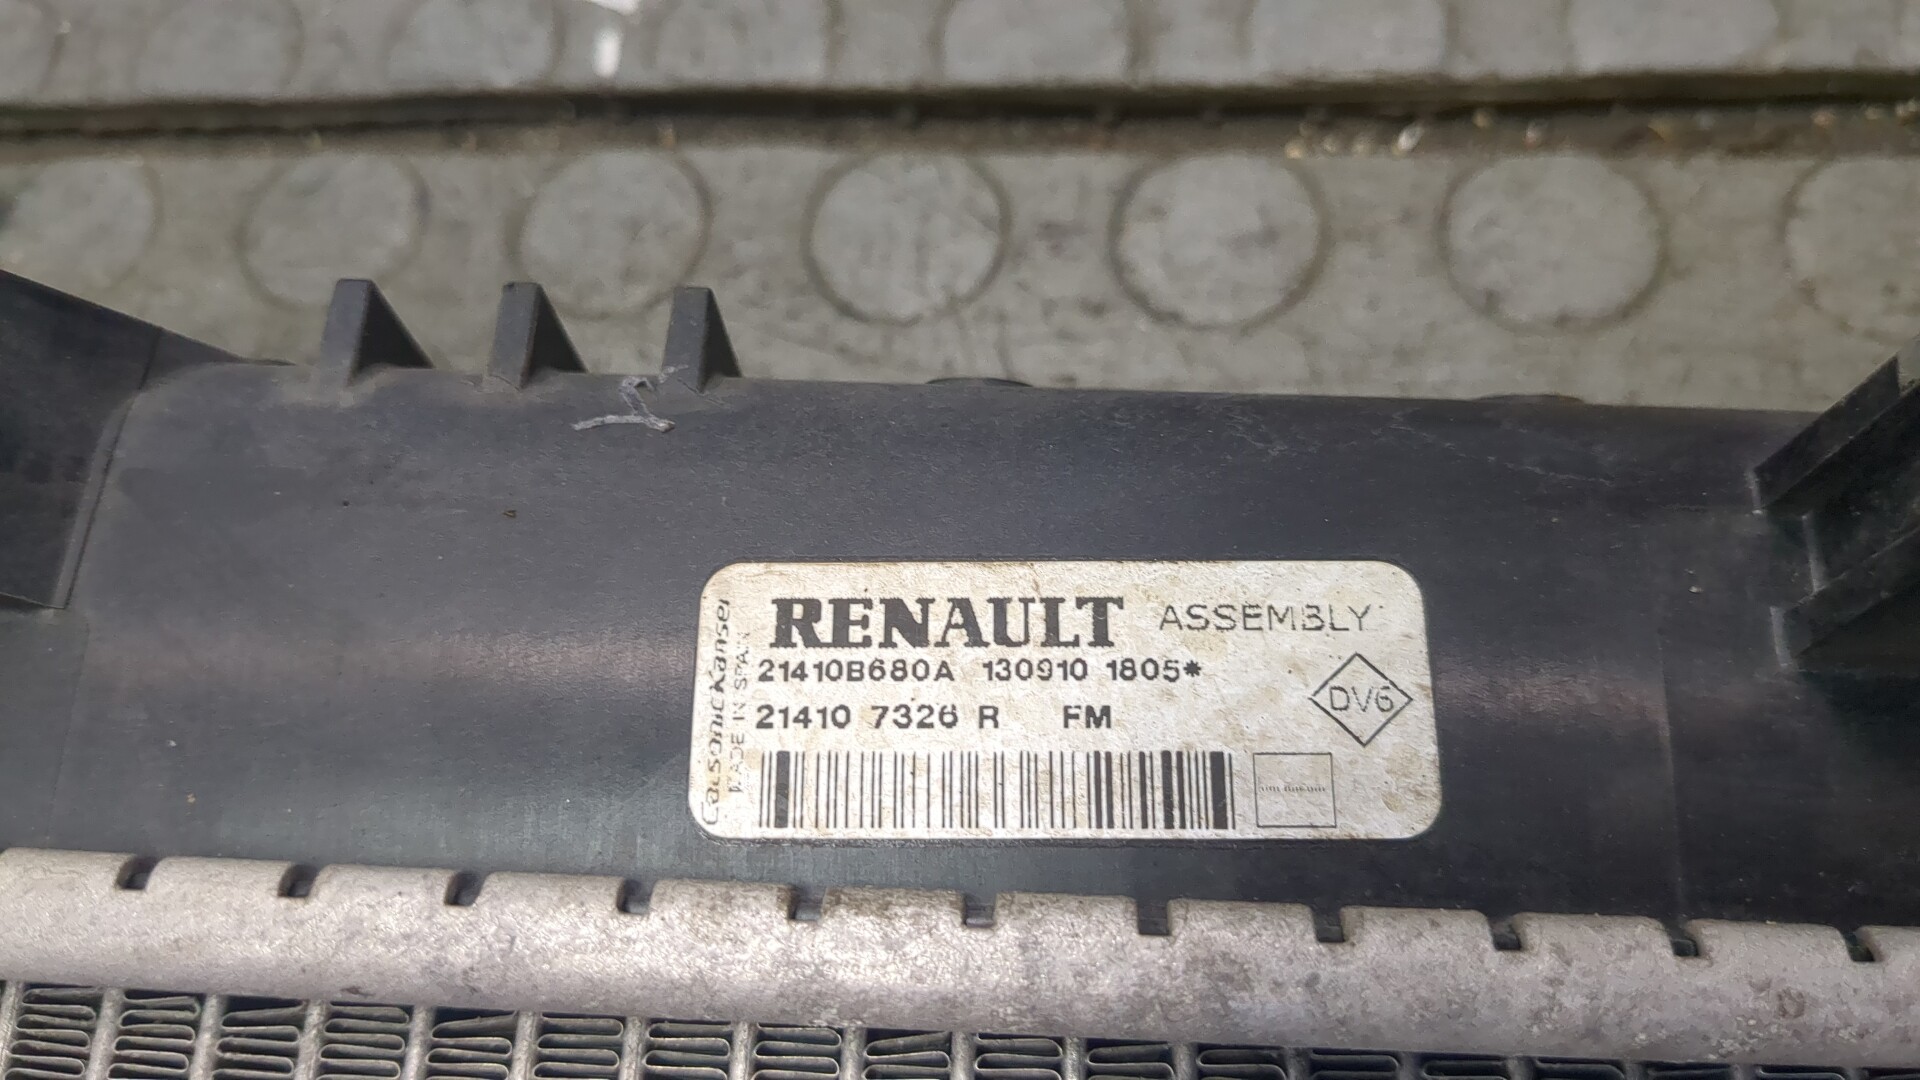 RENAULT ASSEMBLY
21410B680A 130910 1805*
21410 7326 R FM
DV6
CalsonicKansei
MADE IN SPAIN